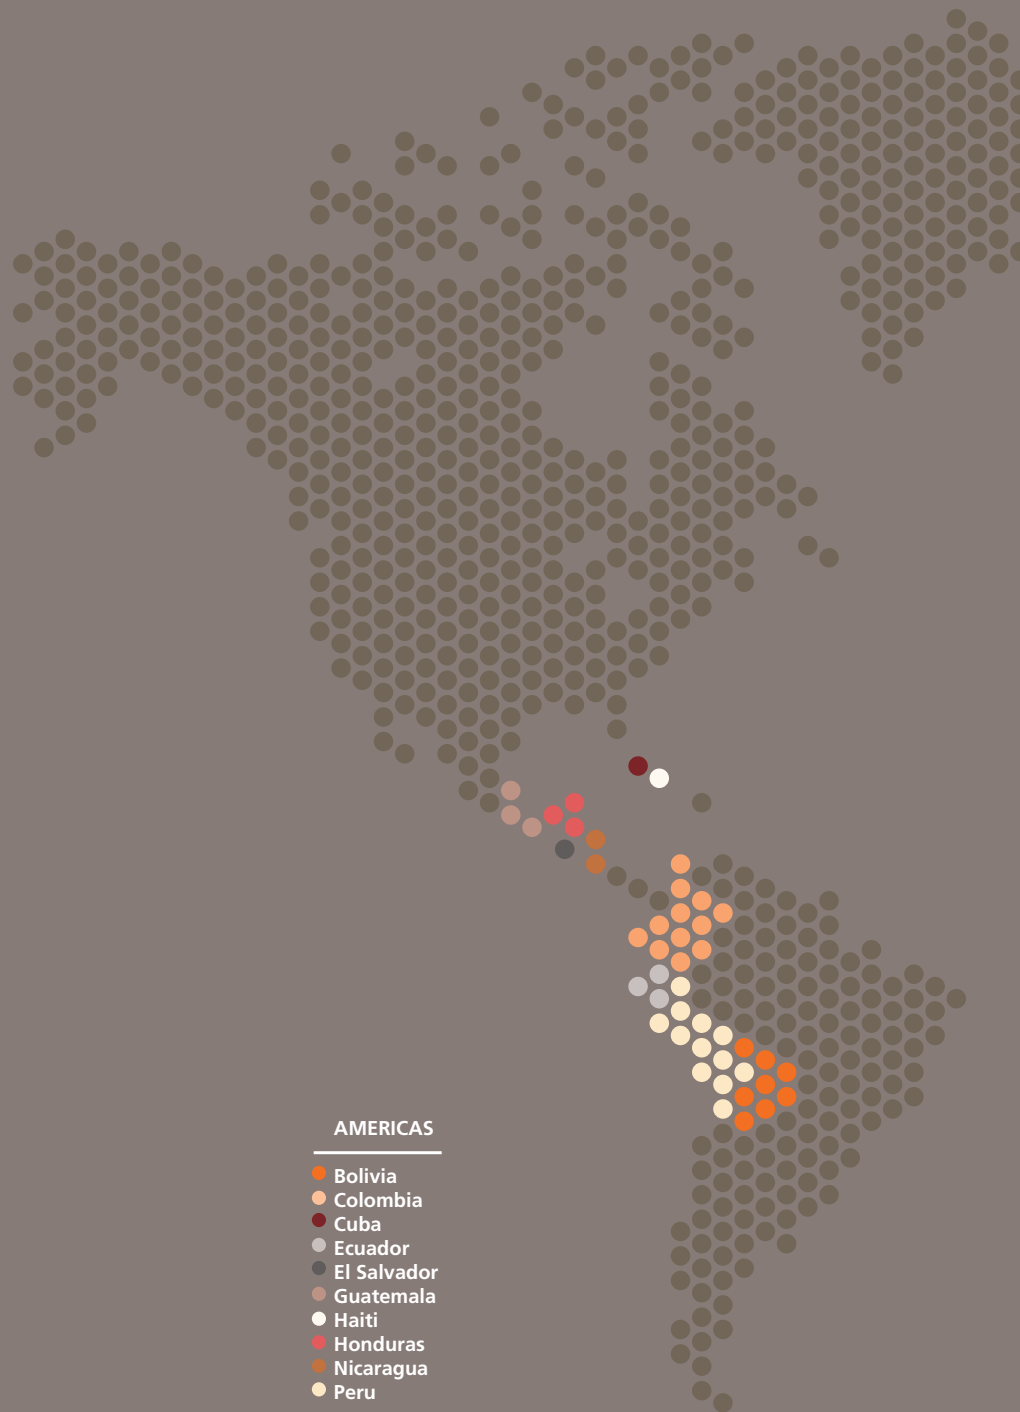 AMERICAS
Bolivia
Colombia
Cuba
Ecuador
El Salvador
Guatemala
Haiti
Honduras
Nicaragua
Peru